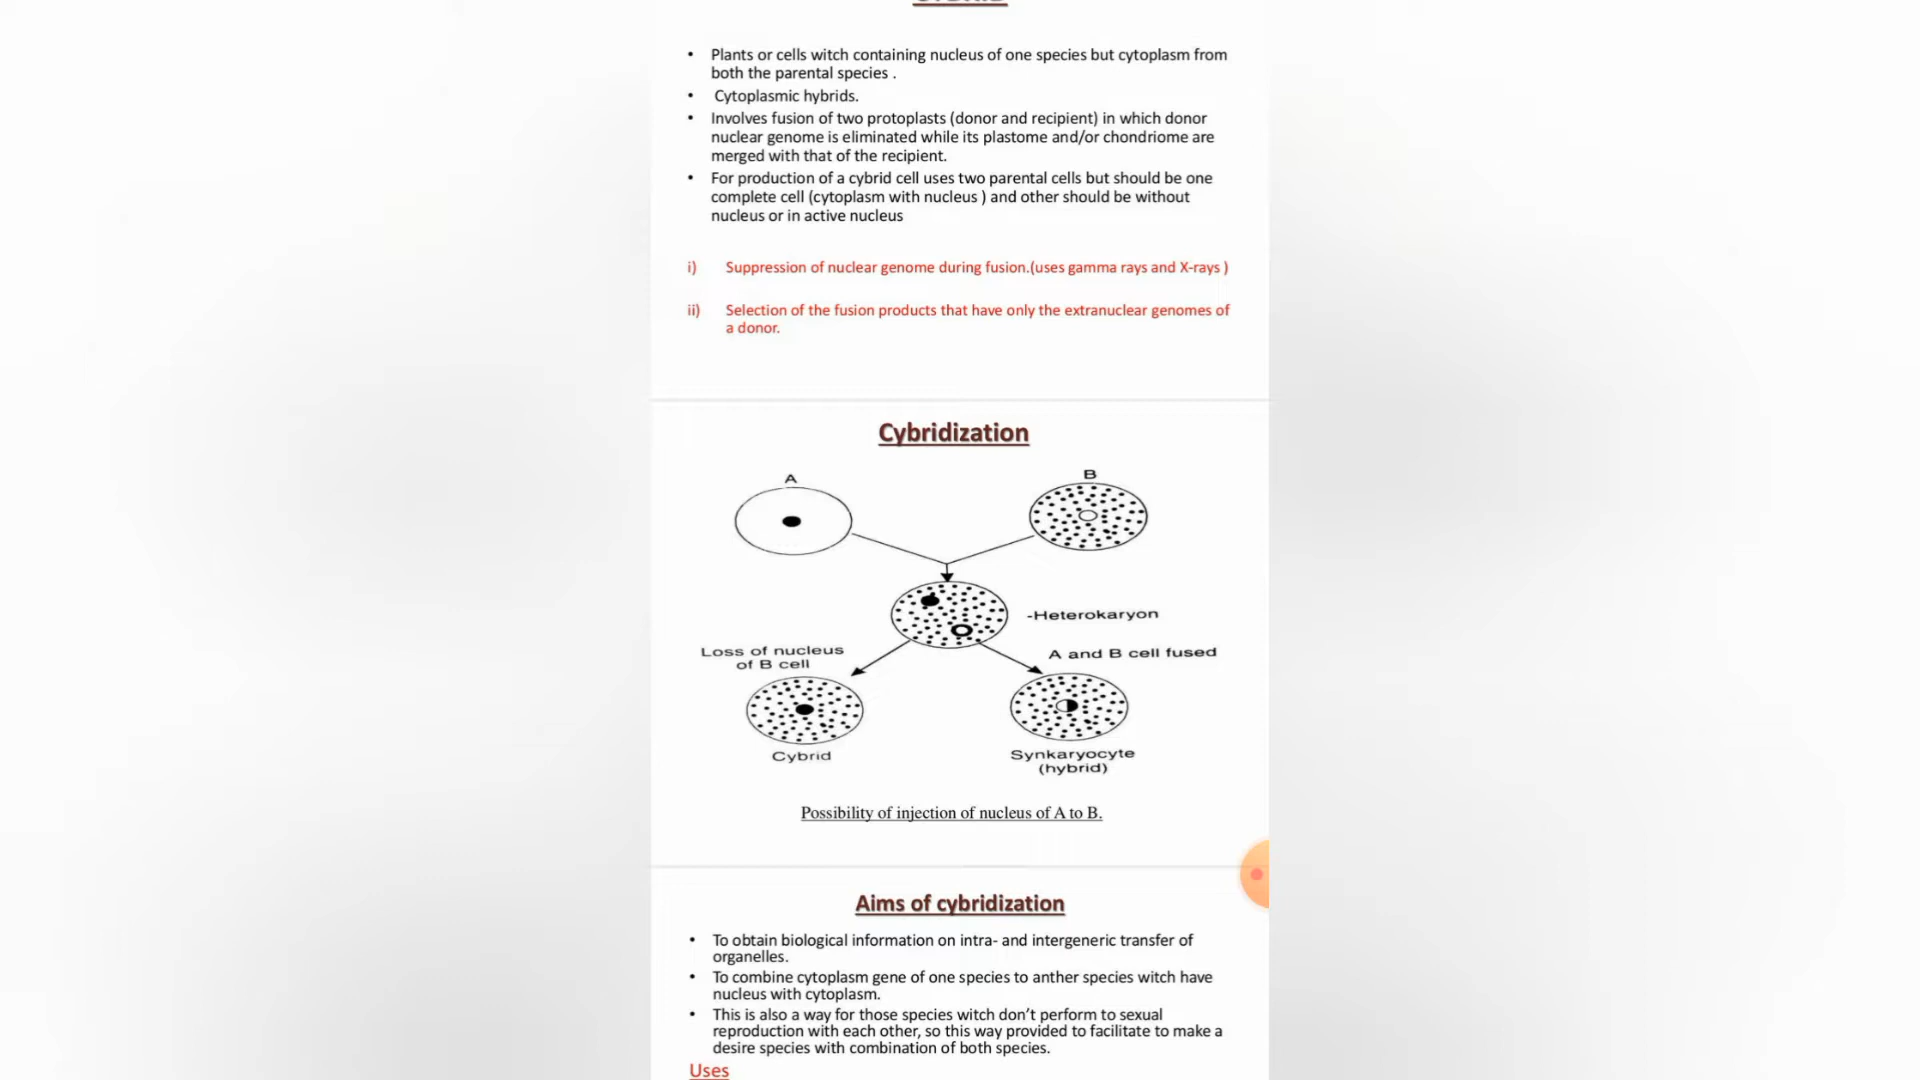 • Plants or cells witch containing nucleus of one species but cytoplasm from
both the parental species .
• Cytoplasmic hybrids.
• Involves fusion of two protoplasts (donor and recipient) in which donor
nuclear genome is eliminated while its plastome and/or chondriome are
merged with that of the recipient.
• For production of a cybrid cell uses two parental cells but should be one
complete cell (cytoplasm with nucleus ) and other should be without
nucleus or in active nucleus
i) Suppression of nuclear genome during fusion.(uses gamma rays and X-rays )
ii) Selection of the fusion products that have only the extranuclear genomes of
a donor.
Cybridization
A
B
-Heterokaryon
Loss of nucleus
of B cell
A and B cell fused
Cybrid
Synkaryocyte
(hybrid)
Possibility of injection of nucleus of A to B.
Aims of cybridization
• To obtain biological information on intra- and intergeneric transfer of
organelles.
• To combine cytoplasm gene of one species to anther species witch have
nucleus with cytoplasm.
• This is also a way for those species witch don’t perform to sexual
reproduction with each other, so this way provided to facilitate to make a
desire species with combination of both species.
Uses